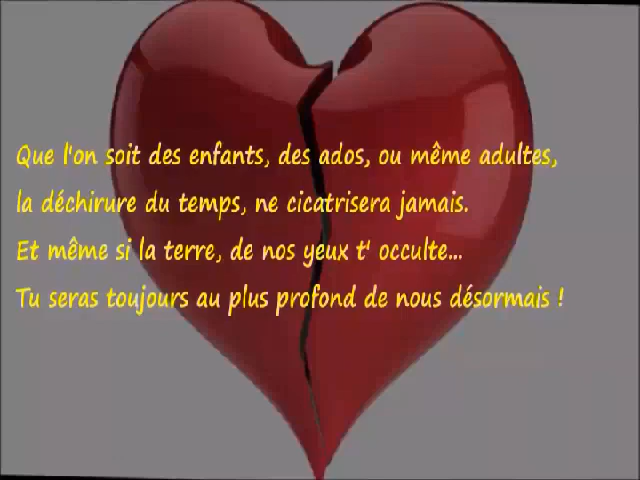 Que l'on soit des enfants, des ados, ou même adultes,
la déchirure du temps, ne cicatrisera jamais.
Et même si la terre, de nos yeux t' occulte...
Tu seras toujours au plus profond de nous désormais !